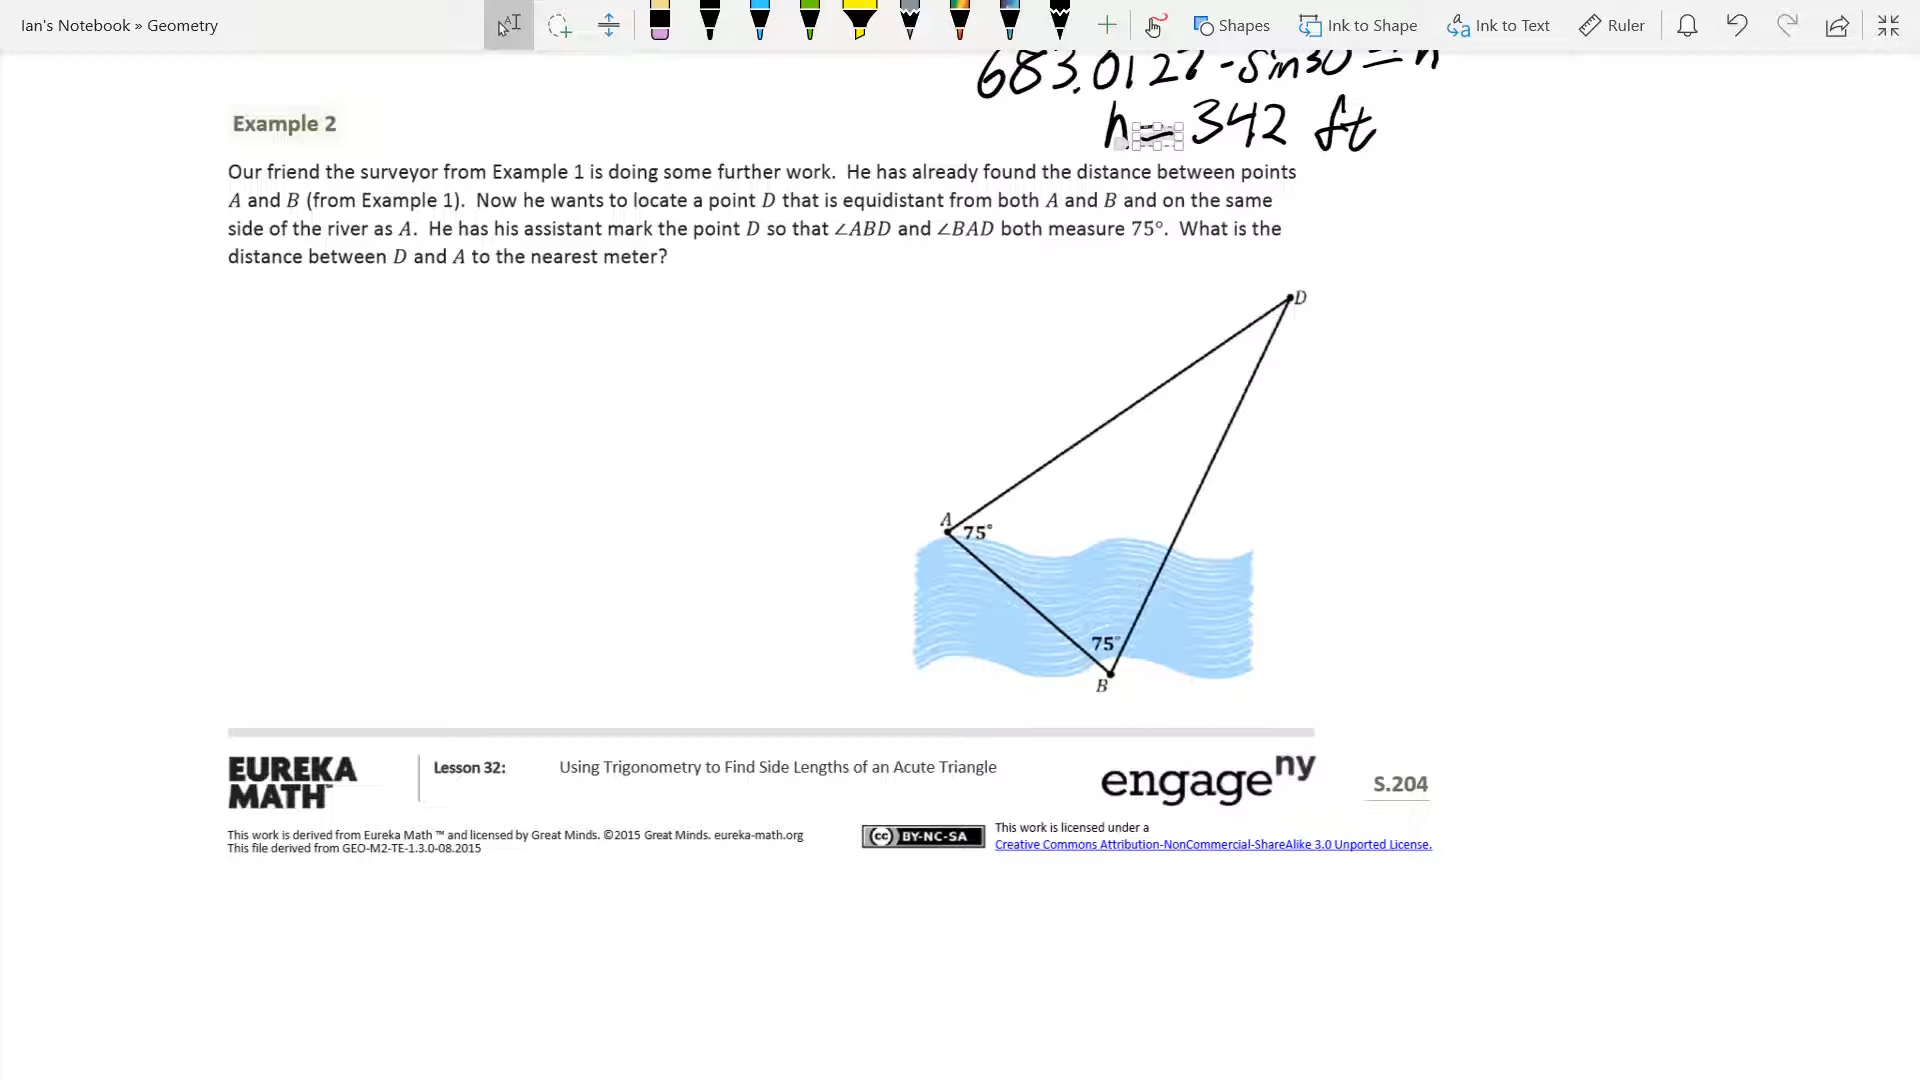 Ian's Notebook » Geometry
Shapes
Ink to Shape
Ink to Text
Ruler
h = 342 ft
Example 2
Our friend the surveyor from Example 1 is doing some further work. He has already found the distance between points
A and B (from Example 1). Now he wants to locate a point D that is equidistant from both A and B and on the same
side of the river as A. He has his assistant mark the point D so that ∠ABD and ∠BAD both measure 75°. What is the
distance between D and A to the nearest meter?
D
A
75°
75°
B
EUREKA
MATH™
Lesson 32:
Using Trigonometry to Find Side Lengths of an Acute Triangle
engage ny
S.204
This work is derived from Eureka Math ™ and licensed by Great Minds. ©2015 Great Minds. eureka-math.org
This file derived from GEO-M2-TE-1.3.0-08.2015
cc BY-NC-SA
This work is licensed under a
Creative Commons Attribution-NonCommercial-ShareAlike 3.0 Unported License.